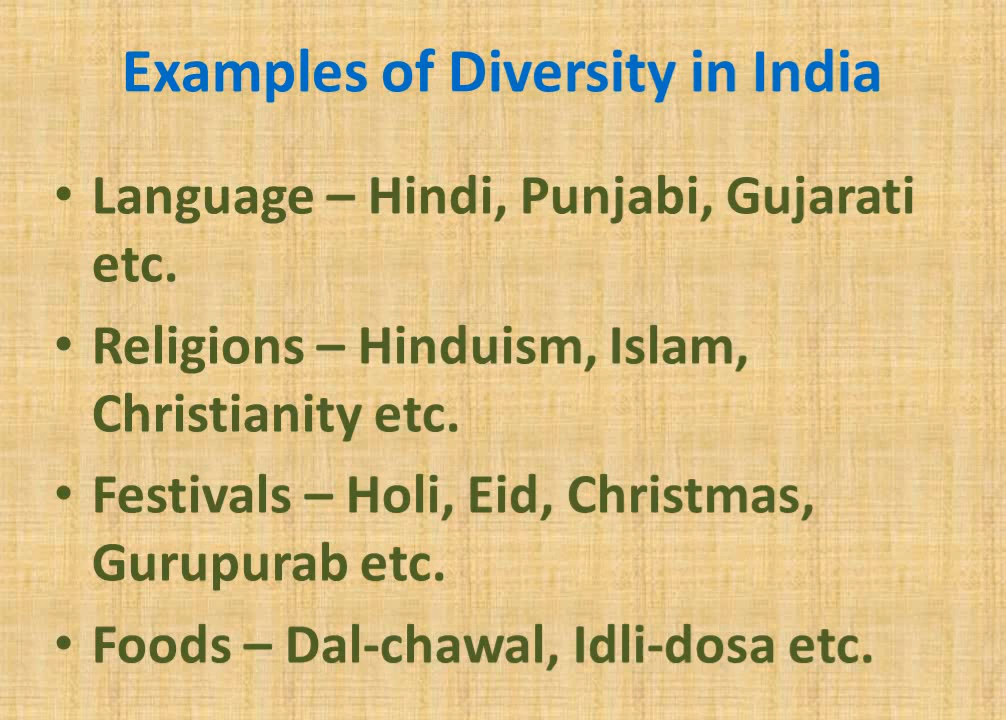 Examples of Diversity in India
• Language – Hindi, Punjabi, Gujarati
etc.
• Religions – Hinduism, Islam,
Christianity etc.
• Festivals – Holi, Eid, Christmas,
Gurupurab etc.
• Foods – Dal-chawal, Idli-dosa etc.